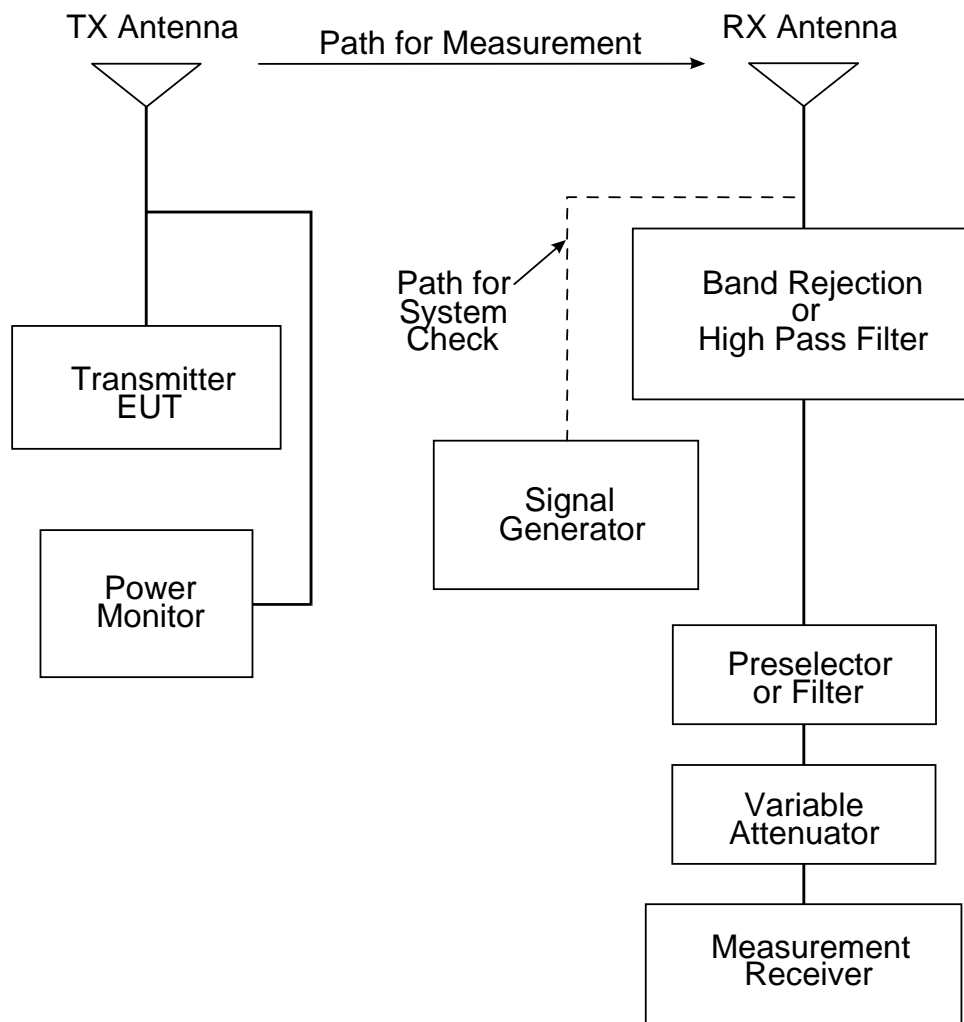 TX Antenna
Path for Measurement
RX Antenna
Path for
System
Check
Band Rejection
or
High Pass Filter
Transmitter
EUT
Signal
Generator
Power
Monitor
Preselector
or Filter
Variable
Attenuator
Measurement
Receiver